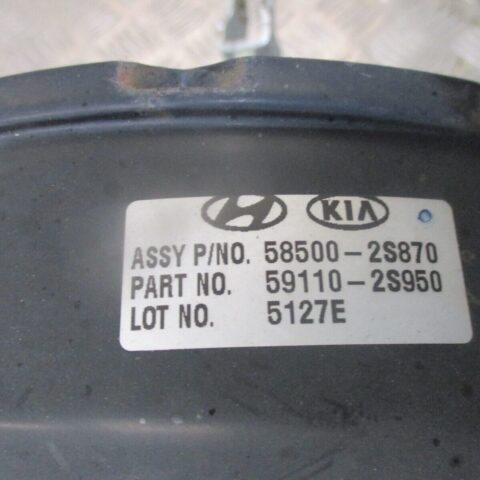 KIA
ASSY P/NO. 58500-2S870
PART NO. 59110-2S950
LOT NO. 5127E